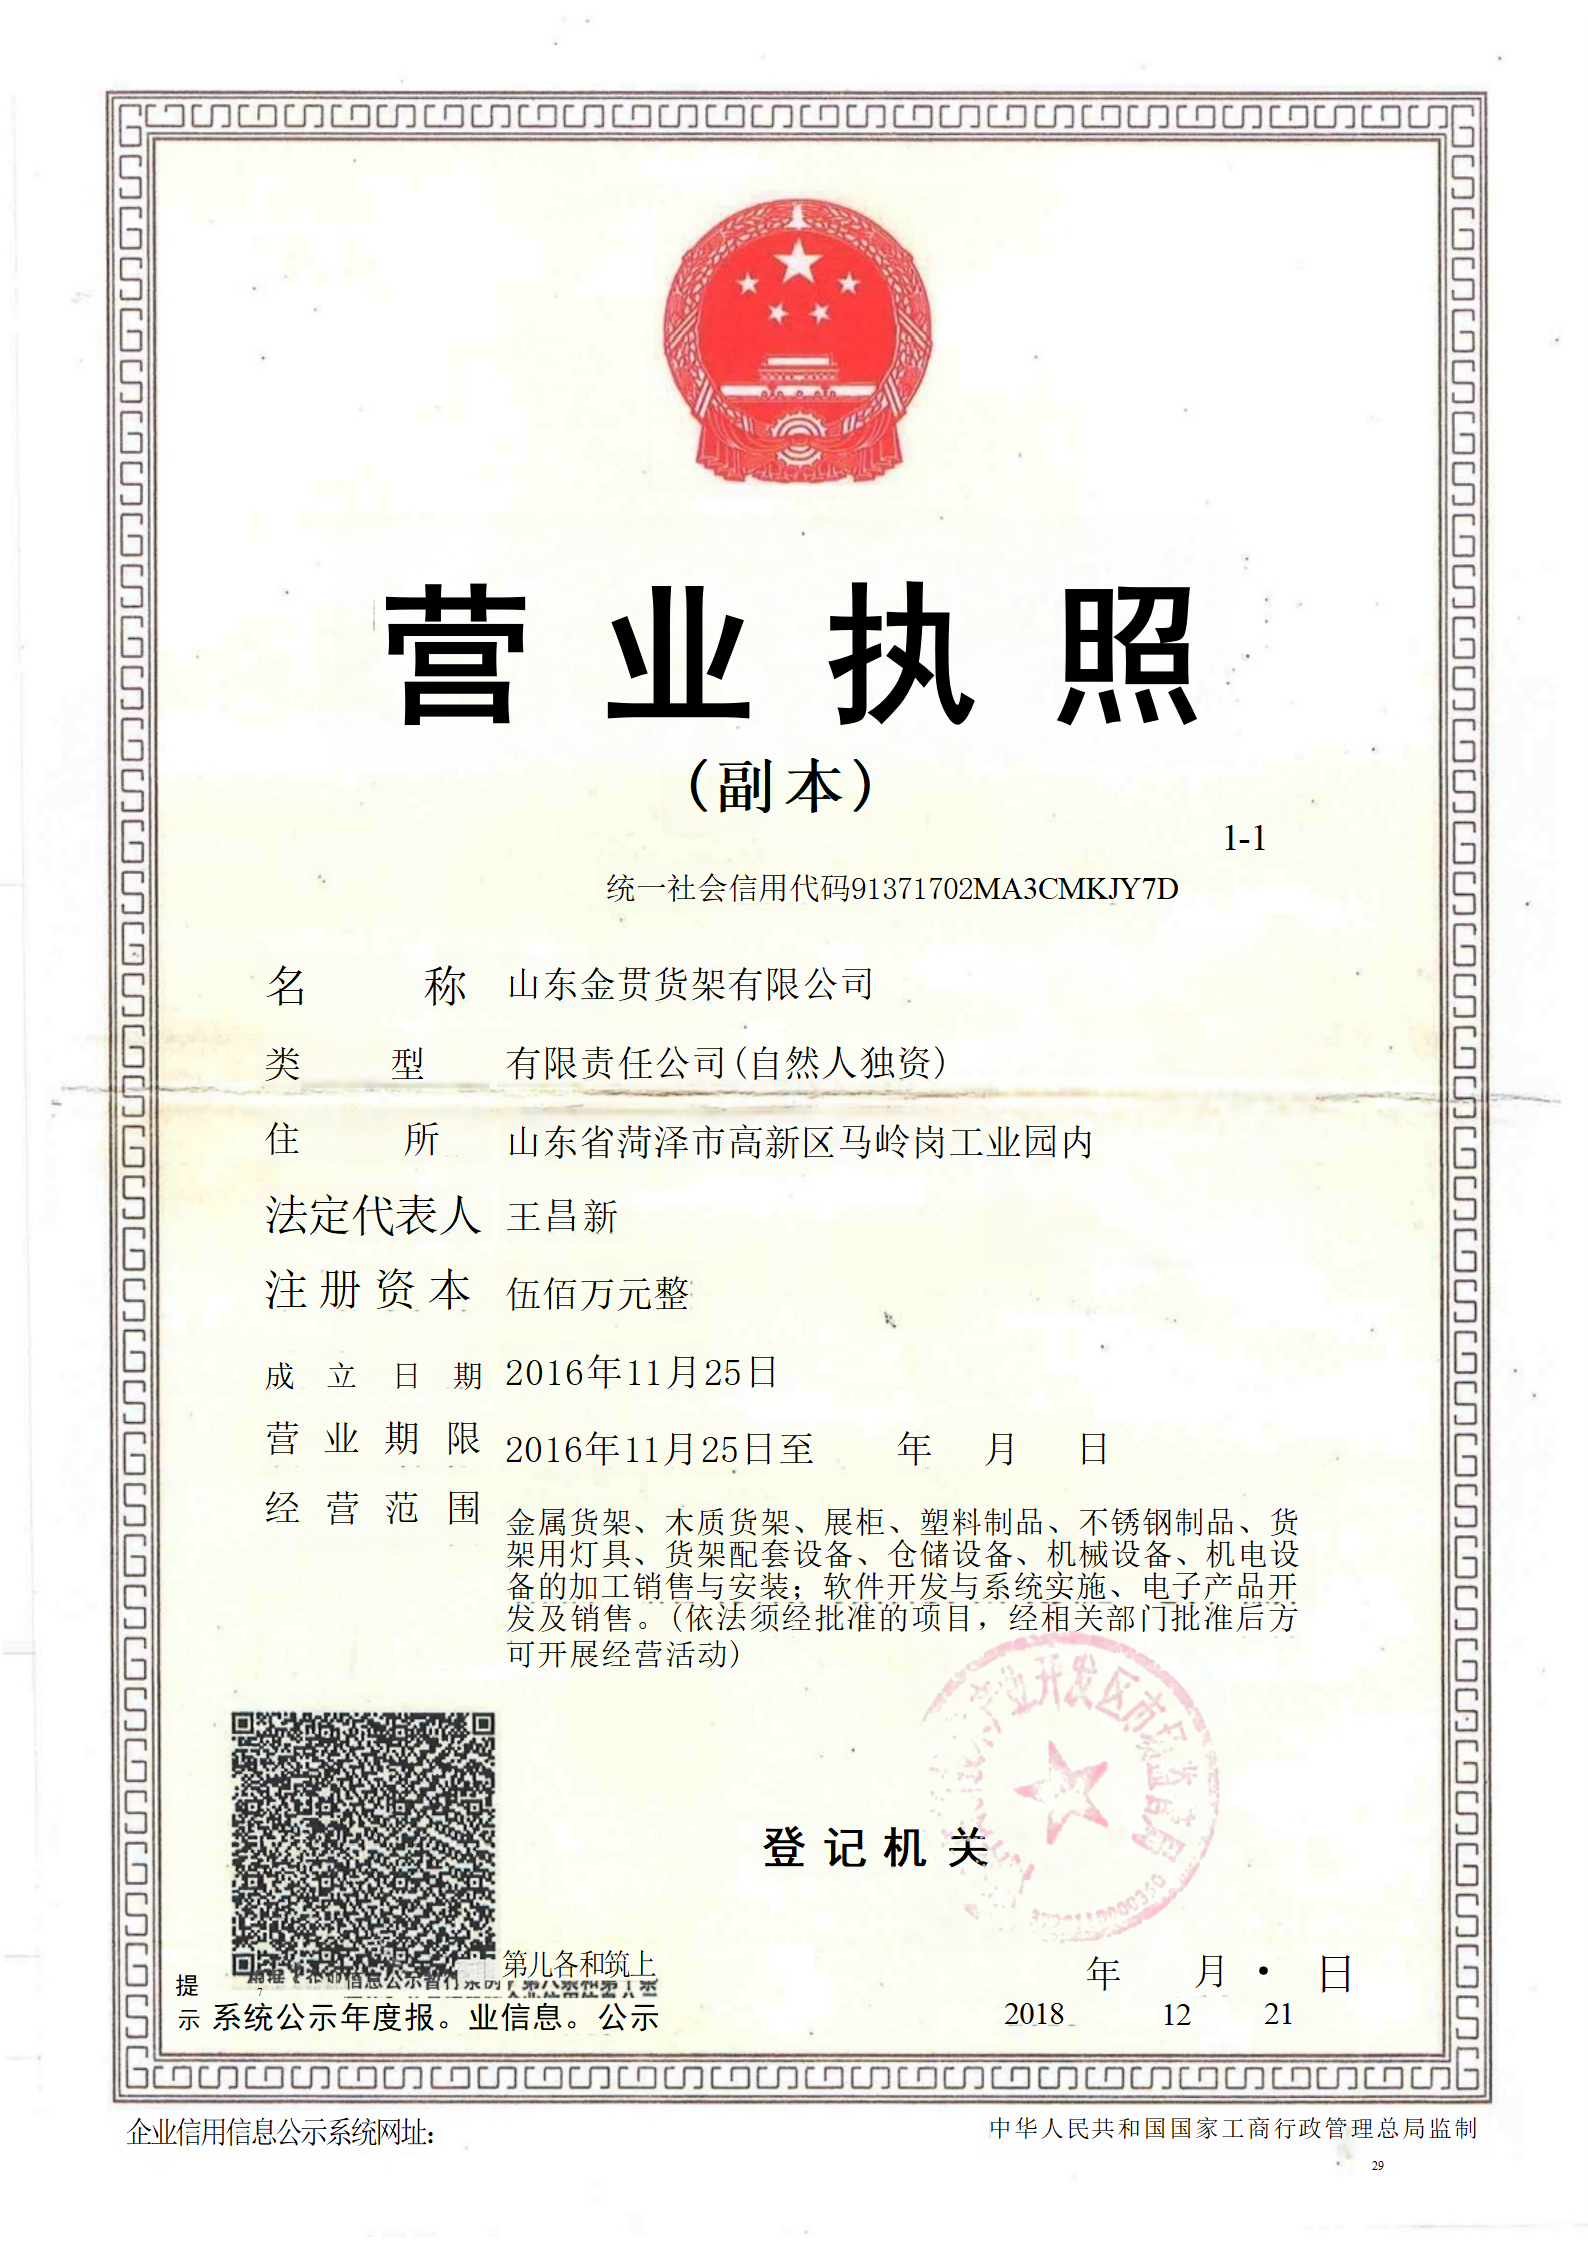 营业执照
(副本)
1-1
统一社会信用代码91371702MA3CMKJY7D
名称 山东金贯货架有限公司
类型 有限责任公司(自然人独资)
住所 山东省菏泽市高新区马岭岗工业园内
法定代表人 王昌新
注册资本 伍佰万元整
成立日期 2016年11月25日
营业期限 2016年11月25日至 年 月 日
经营范围 金属货架、木质货架、展柜、塑料制品、不锈钢制品、货
架用灯具、货架配套设备、仓储设备、机械设备、机电设
备的加工销售与安装；软件开发与系统实施、电子产品开
发及销售。(依法须经批准的项目，经相关部门批准后方
可开展经营活动)
产业开发区市场监督
登记机关
第儿各和筑上
提示
7
系统公示年度报。业信息。公示
年 月 · 日
2018 12 21
企业信用信息公示系统网址：
中华人民共和国国家工商行政管理总局监制
29